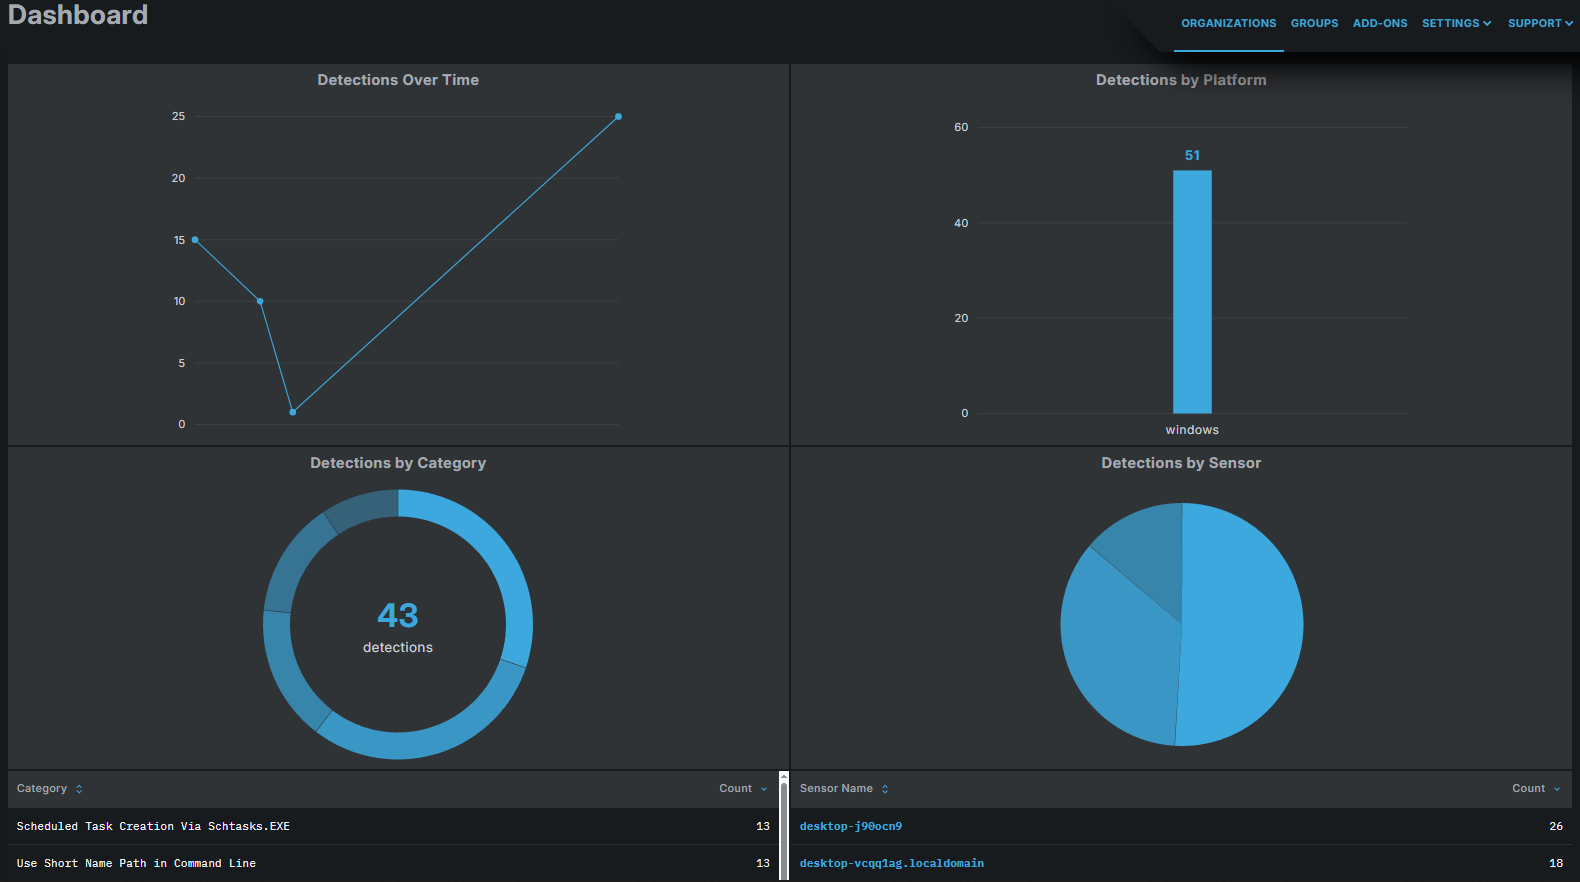 Dashboard
ORGANIZATIONS GROUPS ADD-ONS SETTINGS SUPPORT
Detections Over Time
25
20
15
10
5
0
Detections by Platform
60
40
20
0
51
windows
Detections by Category
43
detections
Detections by Sensor
Category Count
Scheduled Task Creation Via Schtasks.EXE 13
Use Short Name Path in Command Line 13
Sensor Name Count
desktop-j90ocn9 26
desktop-vcqq1ag.localdomain 18